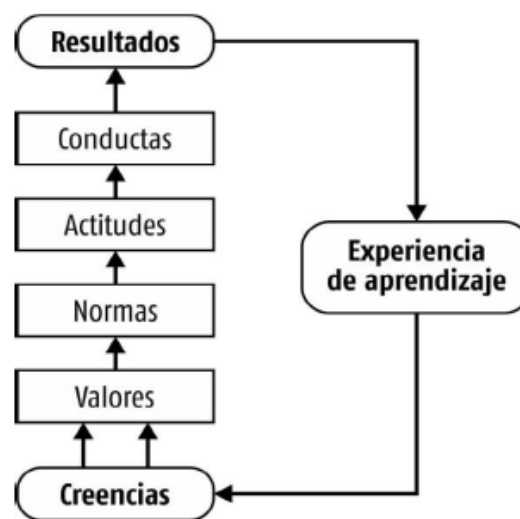 Resultados
Conductas
Actitudes
Normas
Valores
Creencias
Experiencia
de aprendizaje